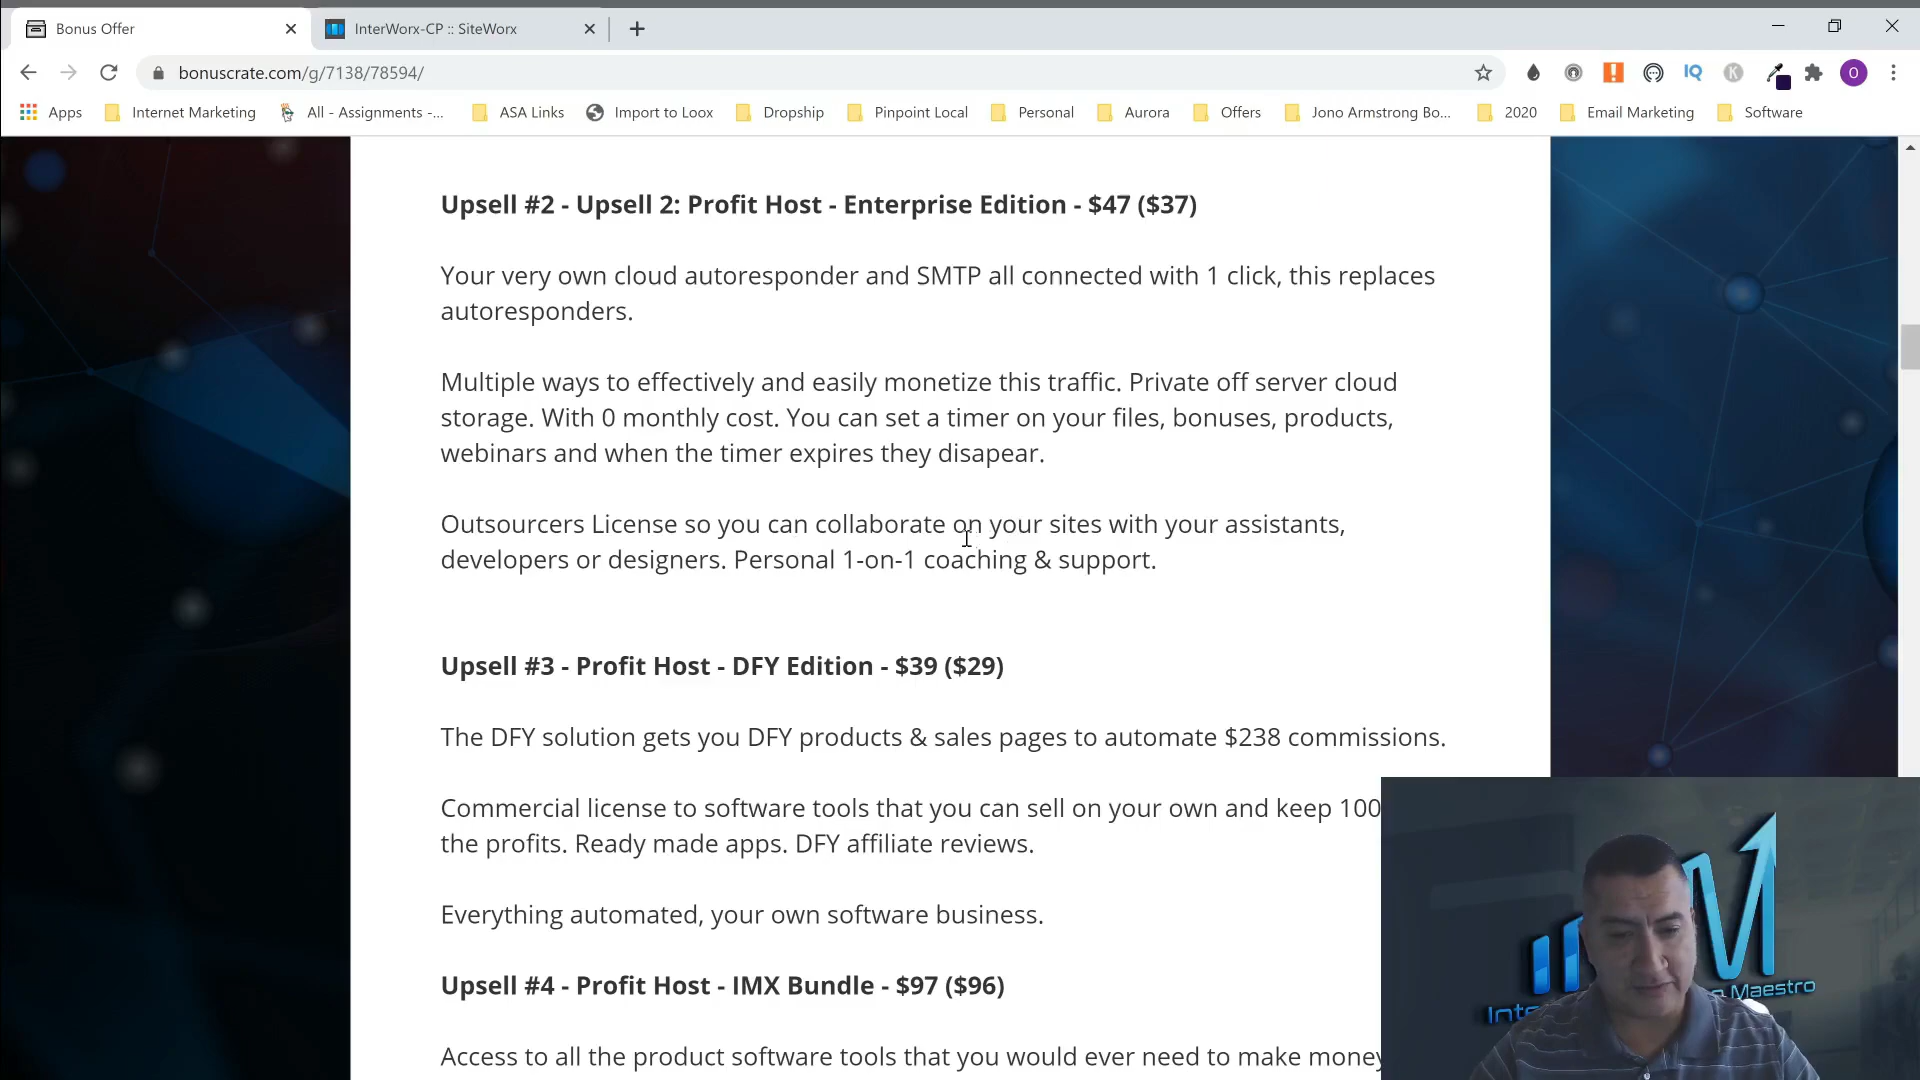 Bonus Offer
InterWorx-CP :: SiteWorx
bonuscrate.com/g/7138/78594/
IQ
K
O
Apps
Internet Marketing
All - Assignments -...
ASA Links
Import to Loox
Dropship
Pinpoint Local
Personal
Aurora
Offers
Jono Armstrong Bo...
2020
Email Marketing
Software
Upsell #2 - Upsell 2: Profit Host - Enterprise Edition - $47 ($37)
Your very own cloud autoresponder and SMTP all connected with 1 click, this replaces
autoresponders.
Multiple ways to effectively and easily monetize this traffic. Private off server cloud
storage. With 0 monthly cost. You can set a timer on your files, bonuses, products,
webinars and when the timer expires they disapear.
Outsourcers License so you can collaborate on your sites with your assistants,
developers or designers. Personal 1-on-1 coaching & support.
Upsell #3 - Profit Host - DFY Edition - $39 ($29)
The DFY solution gets you DFY products & sales pages to automate $238 commissions.
Commercial license to software tools that you can sell on your own and keep 100
the profits. Ready made apps. DFY affiliate reviews.
Everything automated, your own software business.
Upsell #4 - Profit Host - IMX Bundle - $97 ($96)
Access to all the product software tools that you would ever need to make money
Maestro